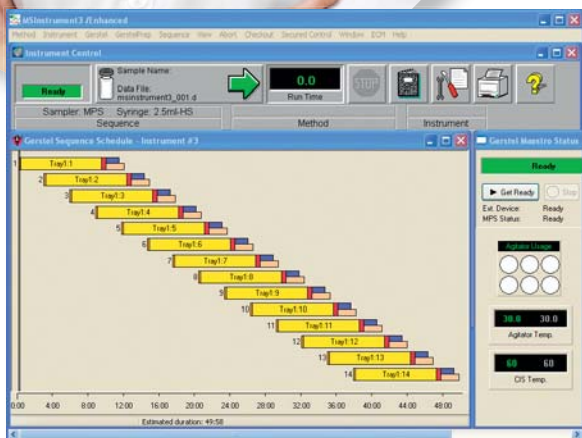 MSInstrument3 /Enhanced
Method Instrument Gerstel GerstelPrep Sequence View Abort Checkout Secured Control Window ECM Help
Instrument Control
Ready
Sample Name:
Data File:
msinstrument3_001.d
0.0
Run Time
STOP
Sampler: MPS Syringe: 2.5ml-HS
Sequence
Method
Instrument
Gerstel Sequence Schedule - Instrument #3
1 Tray1:1
2 Tray1:2
3 Tray1:3
4 Tray1:4
5 Tray1:5
6 Tray1:6
7 Tray1:7
8 Tray1:8
9 Tray1:9
10 Tray1:10
11 Tray1:11
12 Tray1:12
13 Tray1:13
14 Tray1:14
0:00 4:00 8:00 12:00 16:00 20:00 24:00 28:00 32:00 36:00 40:00 44:00 48:00
Estimated duration: 49:58
Gerstel Maestro Status
Ready
Get Ready Stop
Ext. Device: Ready
MPS Status: Ready
Agitator Usage
30.0 30.0
Agitator Temp.
60 60
CIS Temp.